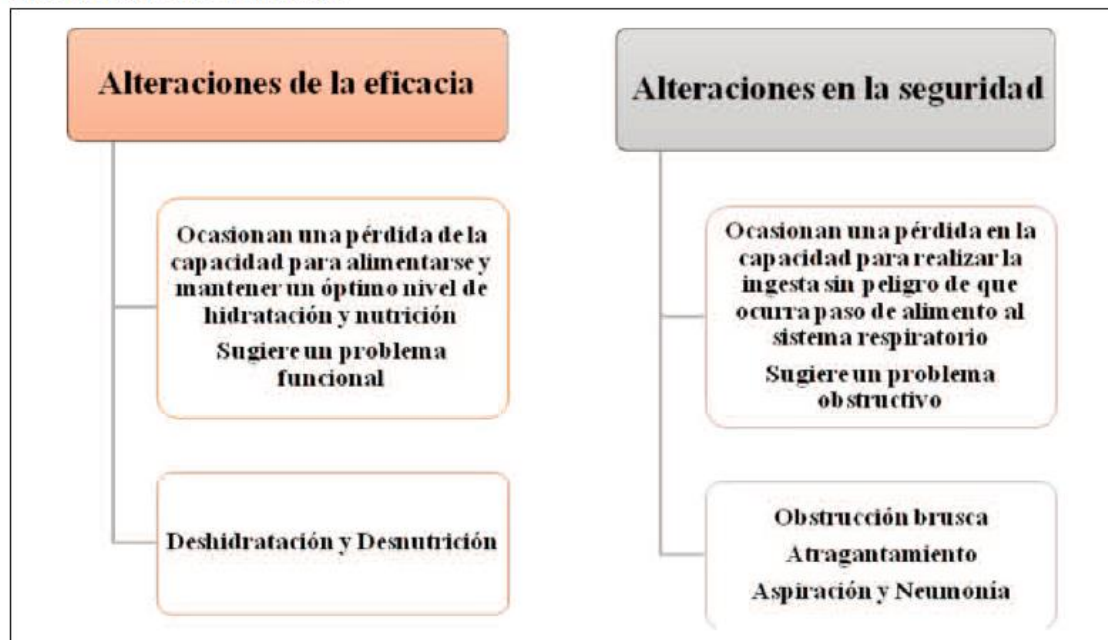 Alteraciones de la eficacia
Ocasionan una pérdida de la
capacidad para alimentarse y
mantener un óptimo nivel de
hidratación y nutrición
Sugiere un problema
funcional
Deshidratación y Desnutrición
Alteraciones en la seguridad
Ocasionan una pérdida en la
capacidad para realizar la
ingesta sin peligro de que
ocurra paso de alimento al
sistema respiratorio
Sugiere un problema
obstructivo
Obstrucción brusca
Atragantamiento
Aspiración y Neumonía